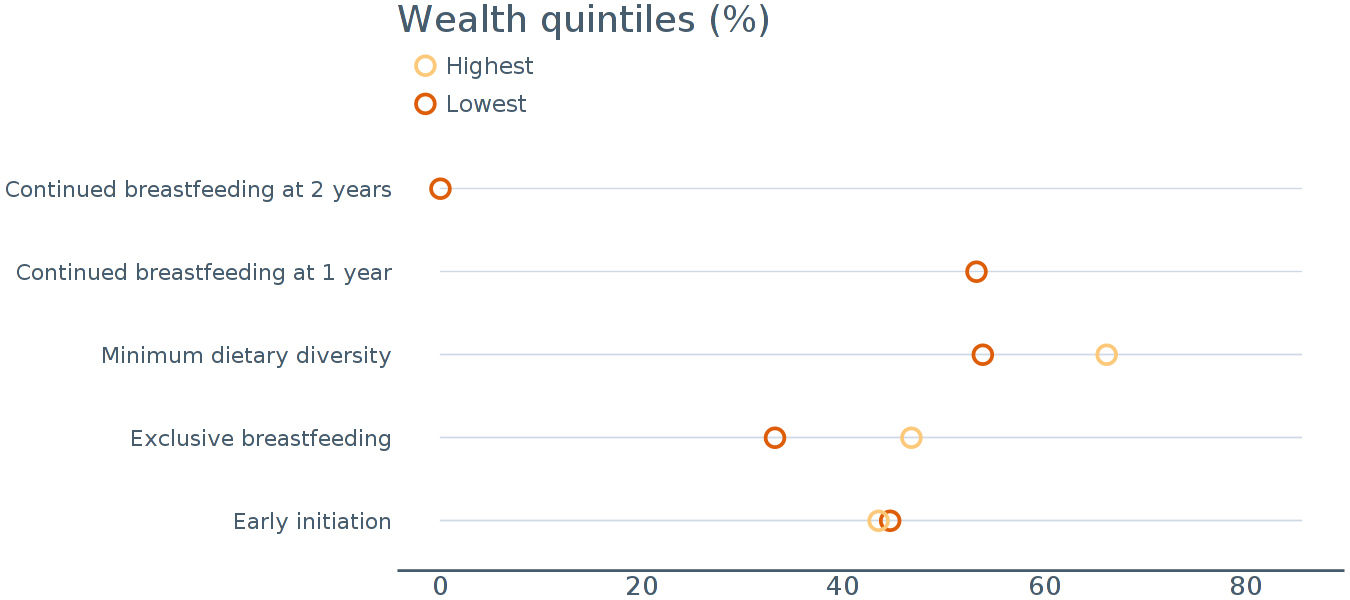 Wealth quintiles (%)
Highest
Lowest
Continued breastfeeding at 2 years
Continued breastfeeding at 1 year
Minimum dietary diversity
Exclusive breastfeeding
Early initiation
0 20 40 60 80